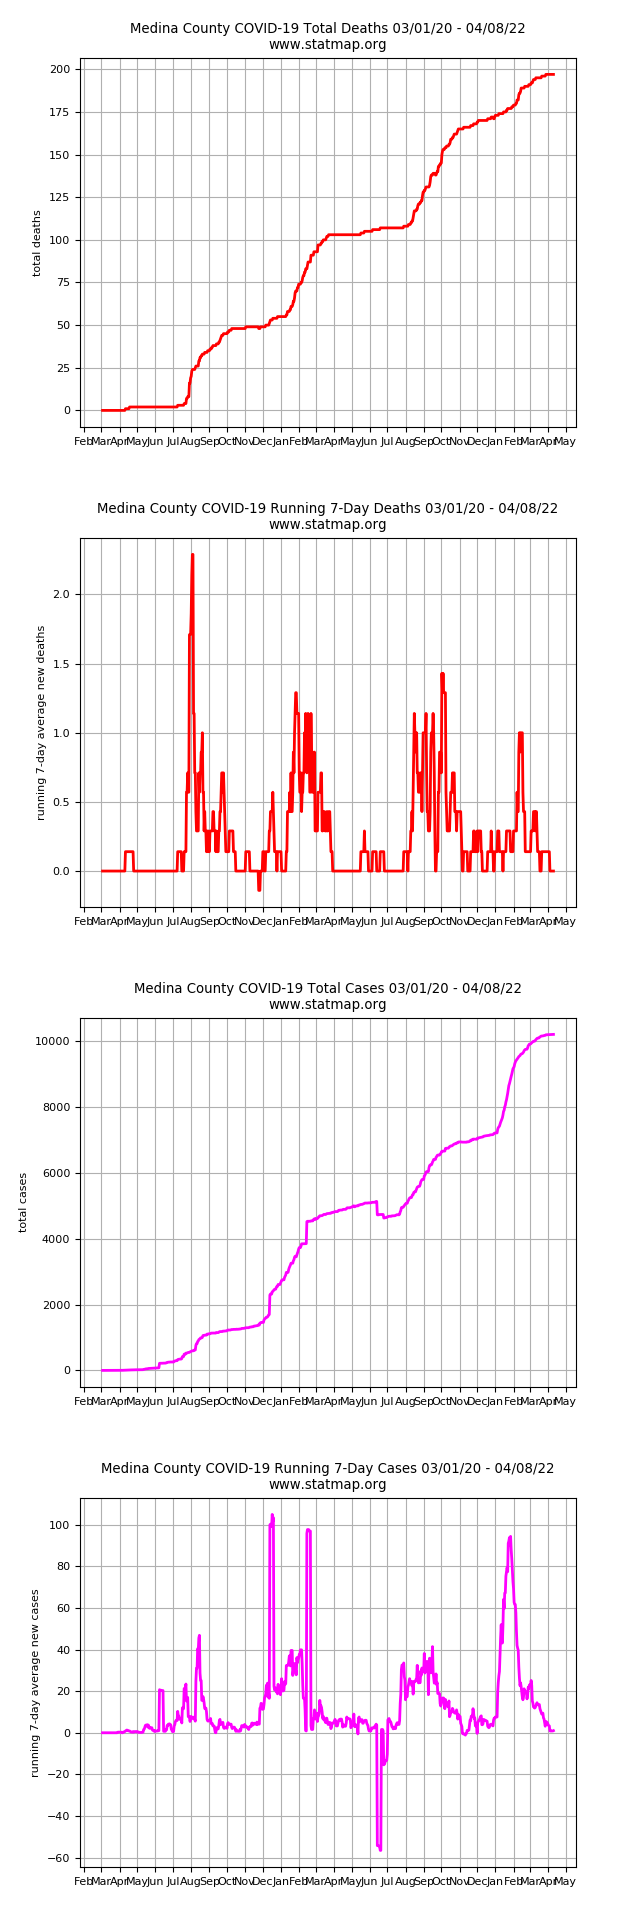 Medina County COVID-19 Total Deaths 03/01/20 - 04/08/22
www.statmap.org
200
175
150
125
100
75
50
25
0
total deaths
Feb Mar Apr May Jun Jul Aug Sep Oct Nov Dec Jan Feb Mar Apr May Jun Jul Aug Sep Oct Nov Dec Jan Feb Mar Apr May
Medina County COVID-19 Running 7-Day Deaths 03/01/20 - 04/08/22
www.statmap.org
2.0
1.5
1.0
0.5
0.0
running 7-day average new deaths
Feb Mar Apr May Jun Jul Aug Sep Oct Nov Dec Jan Feb Mar Apr May Jun Jul Aug Sep Oct Nov Dec Jan Feb Mar Apr May
Medina County COVID-19 Total Cases 03/01/20 - 04/08/22
www.statmap.org
10000
8000
6000
4000
2000
0
total cases
Feb Mar Apr May Jun Jul Aug Sep Oct Nov Dec Jan Feb Mar Apr May Jun Jul Aug Sep Oct Nov Dec Jan Feb Mar Apr May
Medina County COVID-19 Running 7-Day Cases 03/01/20 - 04/08/22
www.statmap.org
100
80
60
40
20
0
−20
−40
−60
running 7-day average new cases
Feb Mar Apr May Jun Jul Aug Sep Oct Nov Dec Jan Feb Mar Apr May Jun Jul Aug Sep Oct Nov Dec Jan Feb Mar Apr May